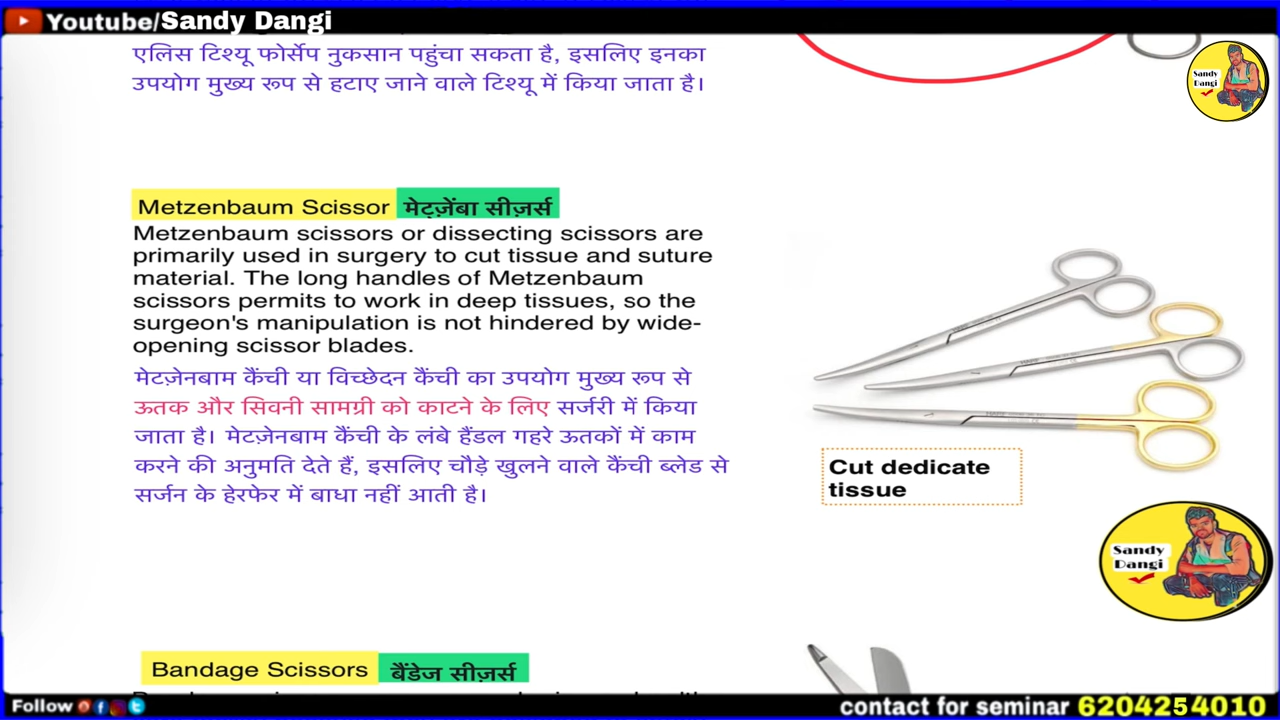 Youtube/Sandy Dangi
एलिस टिश्यू फोर्सेप नुकसान पहुंचा सकता है, इसलिए इनका
उपयोग मुख्य रूप से हटाए जाने वाले टिश्यू में किया जाता है।
Sandy
Dangi
Metzenbaum Scissor मेट्ज़ेंबा सीज़र्स
Metzenbaum scissors or dissecting scissors are
primarily used in surgery to cut tissue and suture
material. The long handles of Metzenbaum
scissors permits to work in deep tissues, so the
surgeon's manipulation is not hindered by wide-
opening scissor blades.
मेटज़ेनबाम कैंची या विच्छेदन कैंची का उपयोग मुख्य रूप से
ऊतक और सिवनी सामग्री को काटने के लिए सर्जरी में किया
जाता है। मेटज़ेनबाम कैंची के लंबे हैंडल गहरे ऊतकों में काम
करने की अनुमति देते हैं, इसलिए चौड़े खुलने वाले कैंची ब्लेड से
सर्जन के हेरफेर में बाधा नहीं आती है।
Cut dedicate
tissue
Sandy
Dangi
Bandage Scissors बैंडेज सीज़र्स
Follow
contact for seminar 6204254010